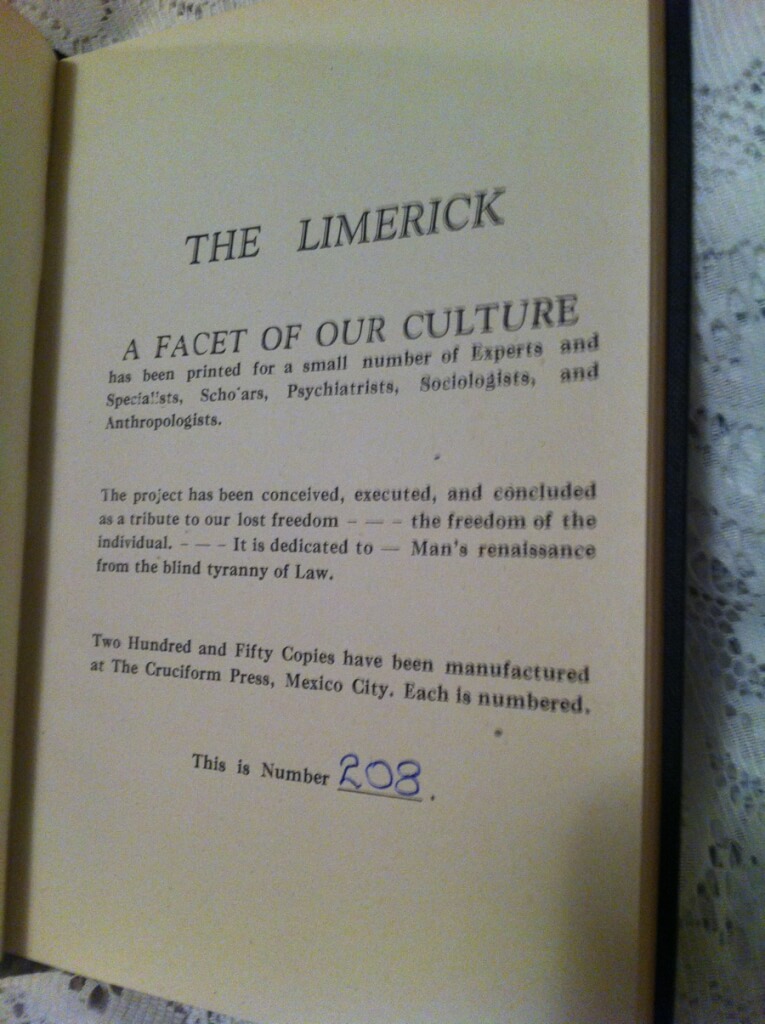 THE LIMERICK
A FACET OF OUR CULTURE
has been printed for a small number of Experts and
Specialists, Scholars, Psychiatrists, Sociologists, and
Anthropologists.
The project has been conceived, executed, and concluded
as a tribute to our lost freedom – — – the freedom of the
individual. – — – It is dedicated to — Man's renaissance
from the blind tyranny of Law.
Two Hundred and Fifty Copies have been manufactured
at The Cruciform Press, Mexico City. Each is numbered.
This is Number 208.